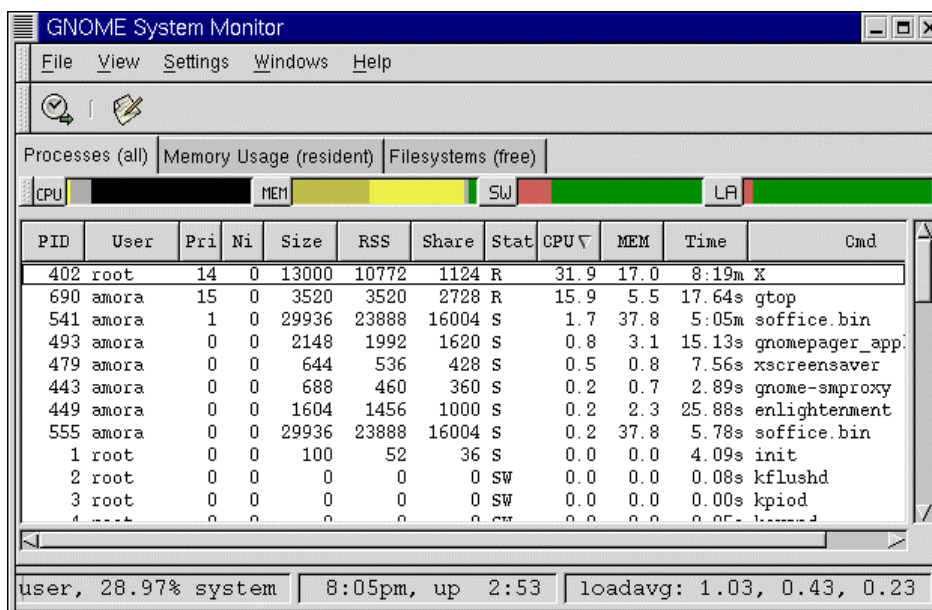 GNOME System Monitor
File View Settings Windows Help
Processes (all) Memory Usage (resident) Filesystems (free)
CPU MEM SW LA
PID User Pri Ni Size RSS Share Stat CPU MEM Time Cmd
402 root 14 0 13000 10772 1124 R 31.9 17.0 8:19m X
690 amora 15 0 3520 3520 2728 R 15.9 5.5 17.64s gtop
541 amora 1 0 29936 23888 16004 S 1.7 37.8 5:05m soffice.bin
493 amora 0 0 2148 1992 1620 S 0.8 3.1 15.13s gnomepager_appl
479 amora 0 0 644 536 428 S 0.5 0.8 7.56s xscreensaver
443 amora 0 0 688 460 360 S 0.2 0.7 2.89s gnome-smproxy
449 amora 0 0 1604 1456 1000 S 0.2 2.3 25.88s enlightenment
555 amora 0 0 29936 23888 16004 S 0.2 37.8 5.78s soffice.bin
1 root 0 0 100 52 36 S 0.0 0.0 4.09s init
2 root 0 0 0 0 0 SW 0.0 0.0 0.08s kflushd
3 root 0 0 0 0 0 SW 0.0 0.0 0.00s kpiod
user, 28.97% system 8:05pm, up 2:53 loadavg: 1.03, 0.43, 0.23